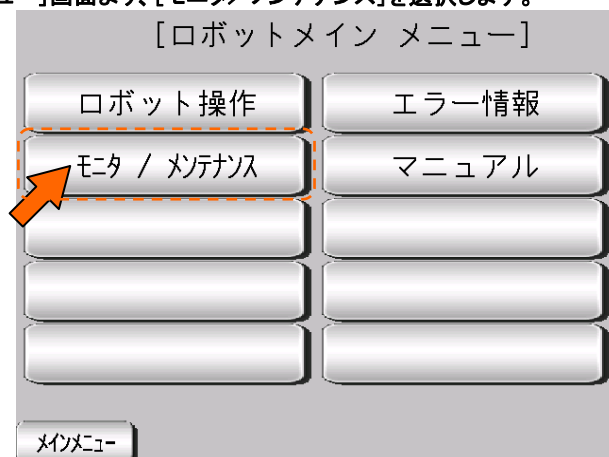 ュー]画面より、[モニタ/メンテナンス]を選択します。
[ロボットメイン メニュー]
ロボット操作
エラー情報
ﾓﾆﾀ / ﾒﾝﾃﾅﾝｽ
マニュアル
ﾒｲﾝﾒﾆｭｰ